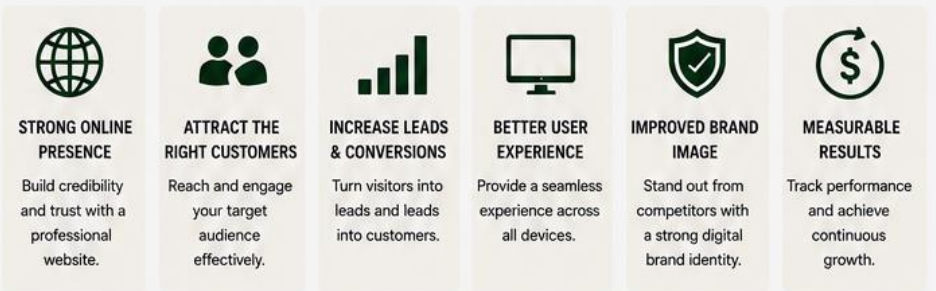 STRONG ONLINE
PRESENCE
Build credibility
and trust with a
professional
website.
ATTRACT THE
RIGHT CUSTOMERS
Reach and engage
your target
audience
effectively.
INCREASE LEADS
& CONVERSIONS
Turn visitors into
leads and leads
into customers.
BETTER USER
EXPERIENCE
Provide a seamless
experience across
all devices.
IMPROVED BRAND
IMAGE
Stand out from
competitors with
a strong digital
brand identity.
$
MEASURABLE
RESULTS
Track performance
and achieve
continuous
growth.